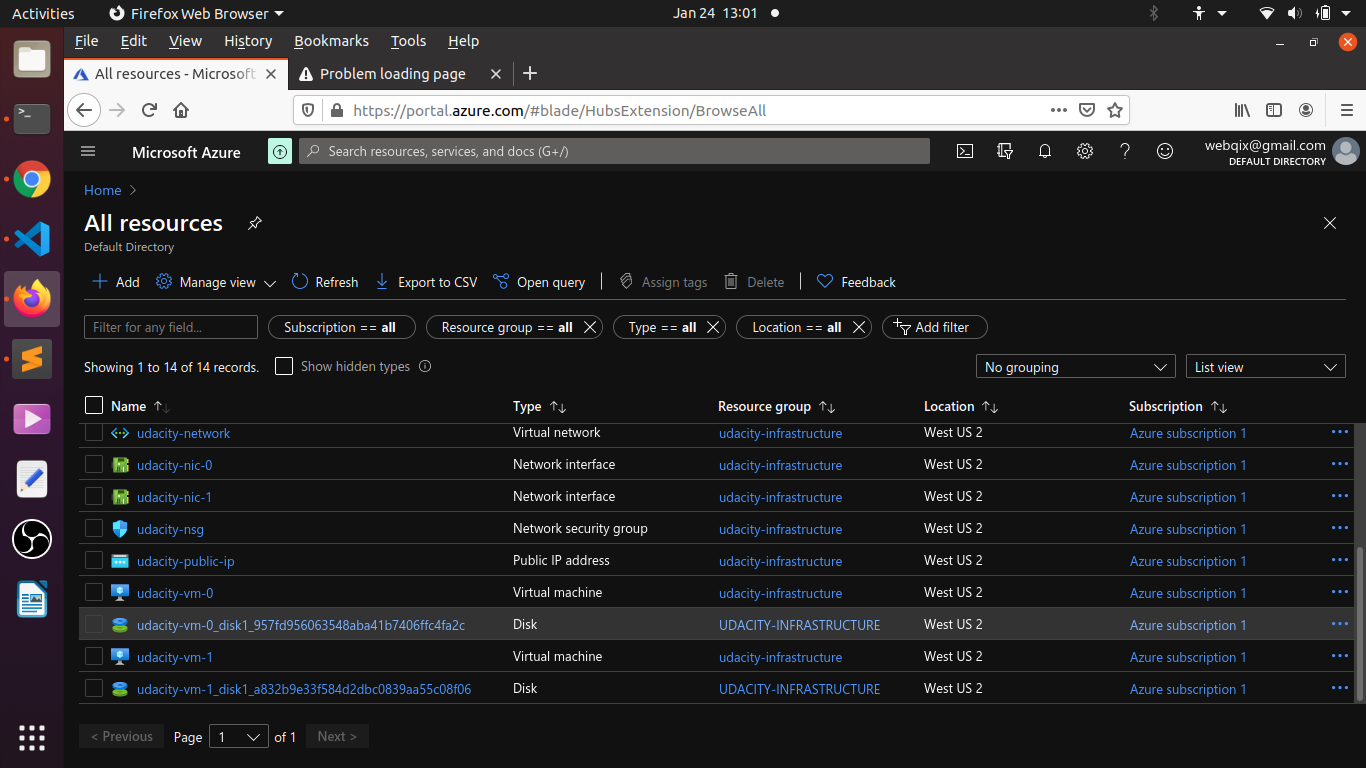 Activities Firefox Web Browser Jan 24 13:01
File Edit View History Bookmarks Tools Help
All resources - Microsoft Problem loading page
https://portal.azure.com/#blade/HubsExtension/BrowseAll
Microsoft Azure Search resources, services, and docs (G+/) webqix@gmail.com
DEFAULT DIRECTORY
Home
All resources
Default Directory
Add Manage view Refresh Export to CSV Open query Assign tags Delete Feedback
Filter for any field... Subscription == all Resource group == all Type == all Location == all Add filter
Showing 1 to 14 of 14 records. Show hidden types No grouping List view
Name Type Resource group Location Subscription
udacity-network Virtual network udacity-infrastructure West US 2 Azure subscription 1
udacity-nic-0 Network interface udacity-infrastructure West US 2 Azure subscription 1
udacity-nic-1 Network interface udacity-infrastructure West US 2 Azure subscription 1
udacity-nsg Network security group udacity-infrastructure West US 2 Azure subscription 1
udacity-public-ip Public IP address udacity-infrastructure West US 2 Azure subscription 1
udacity-vm-0 Virtual machine udacity-infrastructure West US 2 Azure subscription 1
udacity-vm-0_disk1_957fd956063548aba41b7406ffc4fa2c Disk UDACITY-INFRASTRUCTURE West US 2 Azure subscription 1
udacity-vm-1 Virtual machine udacity-infrastructure West US 2 Azure subscription 1
udacity-vm-1_disk1_a832b9e33f584d2dbc0839aa55c08f06 Disk UDACITY-INFRASTRUCTURE West US 2 Azure subscription 1
< Previous Page 1 of 1 Next >